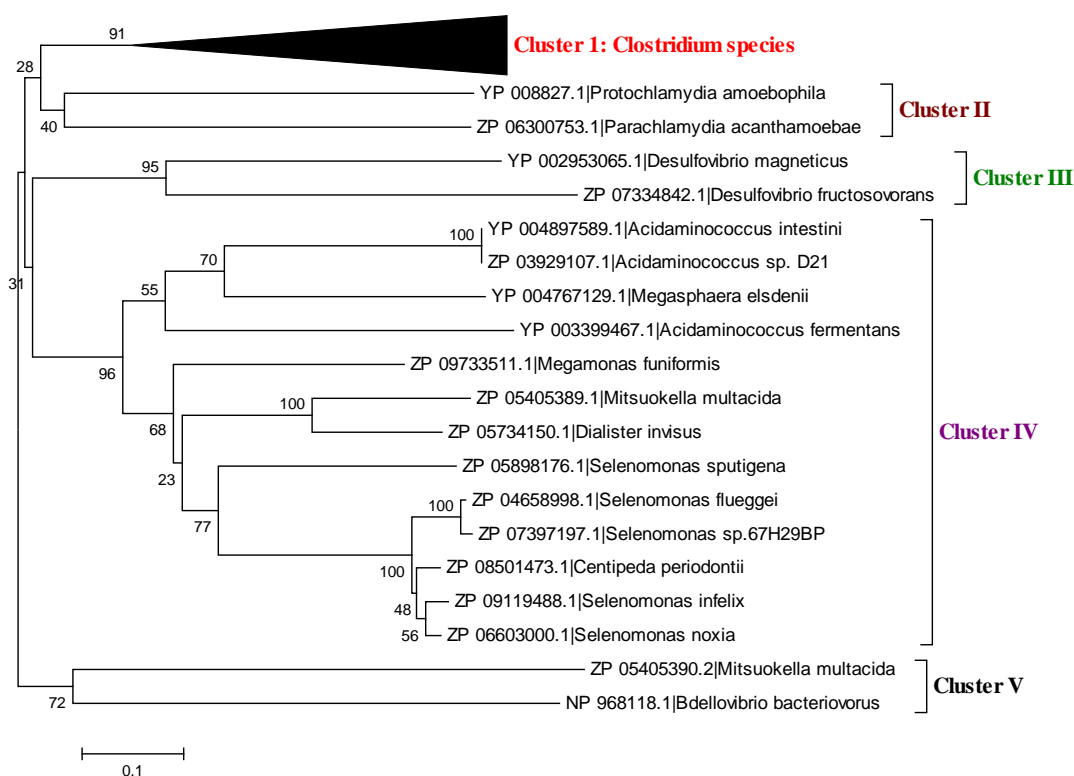 91
Cluster 1: Clostridium species
28
YP 008827.1|Protochlamydia amoebophila
Cluster II
40
ZP 06300753.1|Parachlamydia acanthamoebae
95
YP 002953065.1|Desulfovibrio magneticus
Cluster III
ZP 07334842.1|Desulfovibrio fructosovorans
31
100
YP 004897589.1|Acidaminococcus intestini
ZP 03929107.1|Acidaminococcus sp. D21
70
YP 004767129.1|Megasphaera elsdenii
55
YP 003399467.1|Acidaminococcus fermentans
96
ZP 09733511.1|Megamonas funiformis
68
100
ZP 05405389.1|Mitsuokella multacida
ZP 05734150.1|Dialister invisus
Cluster IV
23
ZP 05898176.1|Selenomonas sputigena
77
100
ZP 04658998.1|Selenomonas flueggei
ZP 07397197.1|Selenomonas sp.67H29BP
100
ZP 08501473.1|Centipeda periodontii
48
ZP 09119488.1|Selenomonas infelix
56
ZP 06603000.1|Selenomonas noxia
ZP 05405390.2|Mitsuokella multacida
Cluster V
72
NP 968118.1|Bdellovibrio bacteriovorus
0.1